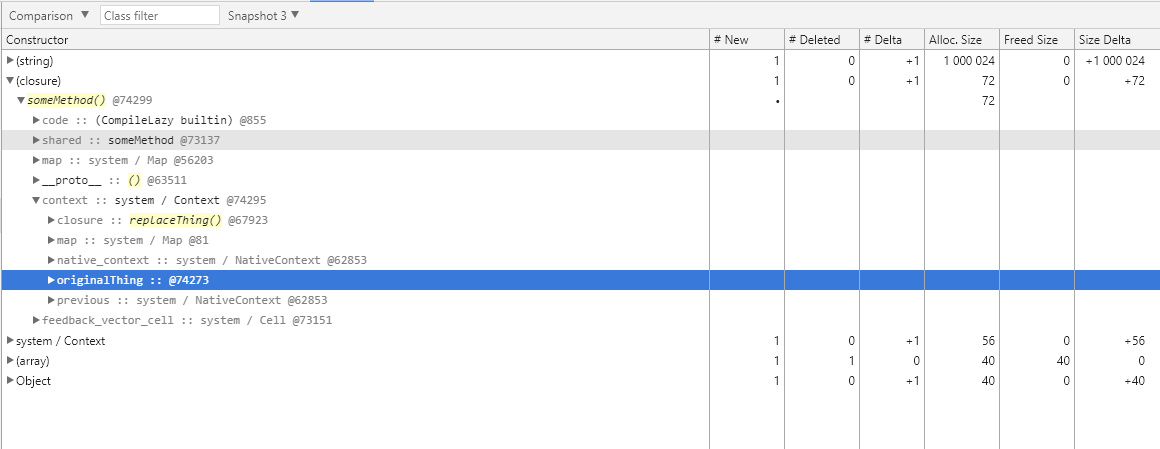 Comparison ▼ Class filter Snapshot 3 ▼
Constructor # New # Deleted # Delta Alloc. Size Freed Size Size Delta
▶(string) 1 0 +1 1 000 024 0 +1 000 024
▼(closure) 1 0 +1 72 0 +72
▼someMethod() @74299 • 72
▶code :: (CompileLazy builtin) @855
▶shared :: someMethod @73137
▶map :: system / Map @56203
▶__proto__ :: () @63511
▼context :: system / Context @74295
▶closure :: replaceThing() @67923
▶map :: system / Map @81
▶native_context :: system / NativeContext @62853
▶originalThing :: @74273
▶previous :: system / NativeContext @62853
▶feedback_vector_cell :: system / Cell @73151
▶system / Context 1 0 +1 56 0 +56
▶(array) 1 1 0 40 40 0
▶Object 1 0 +1 40 0 +40